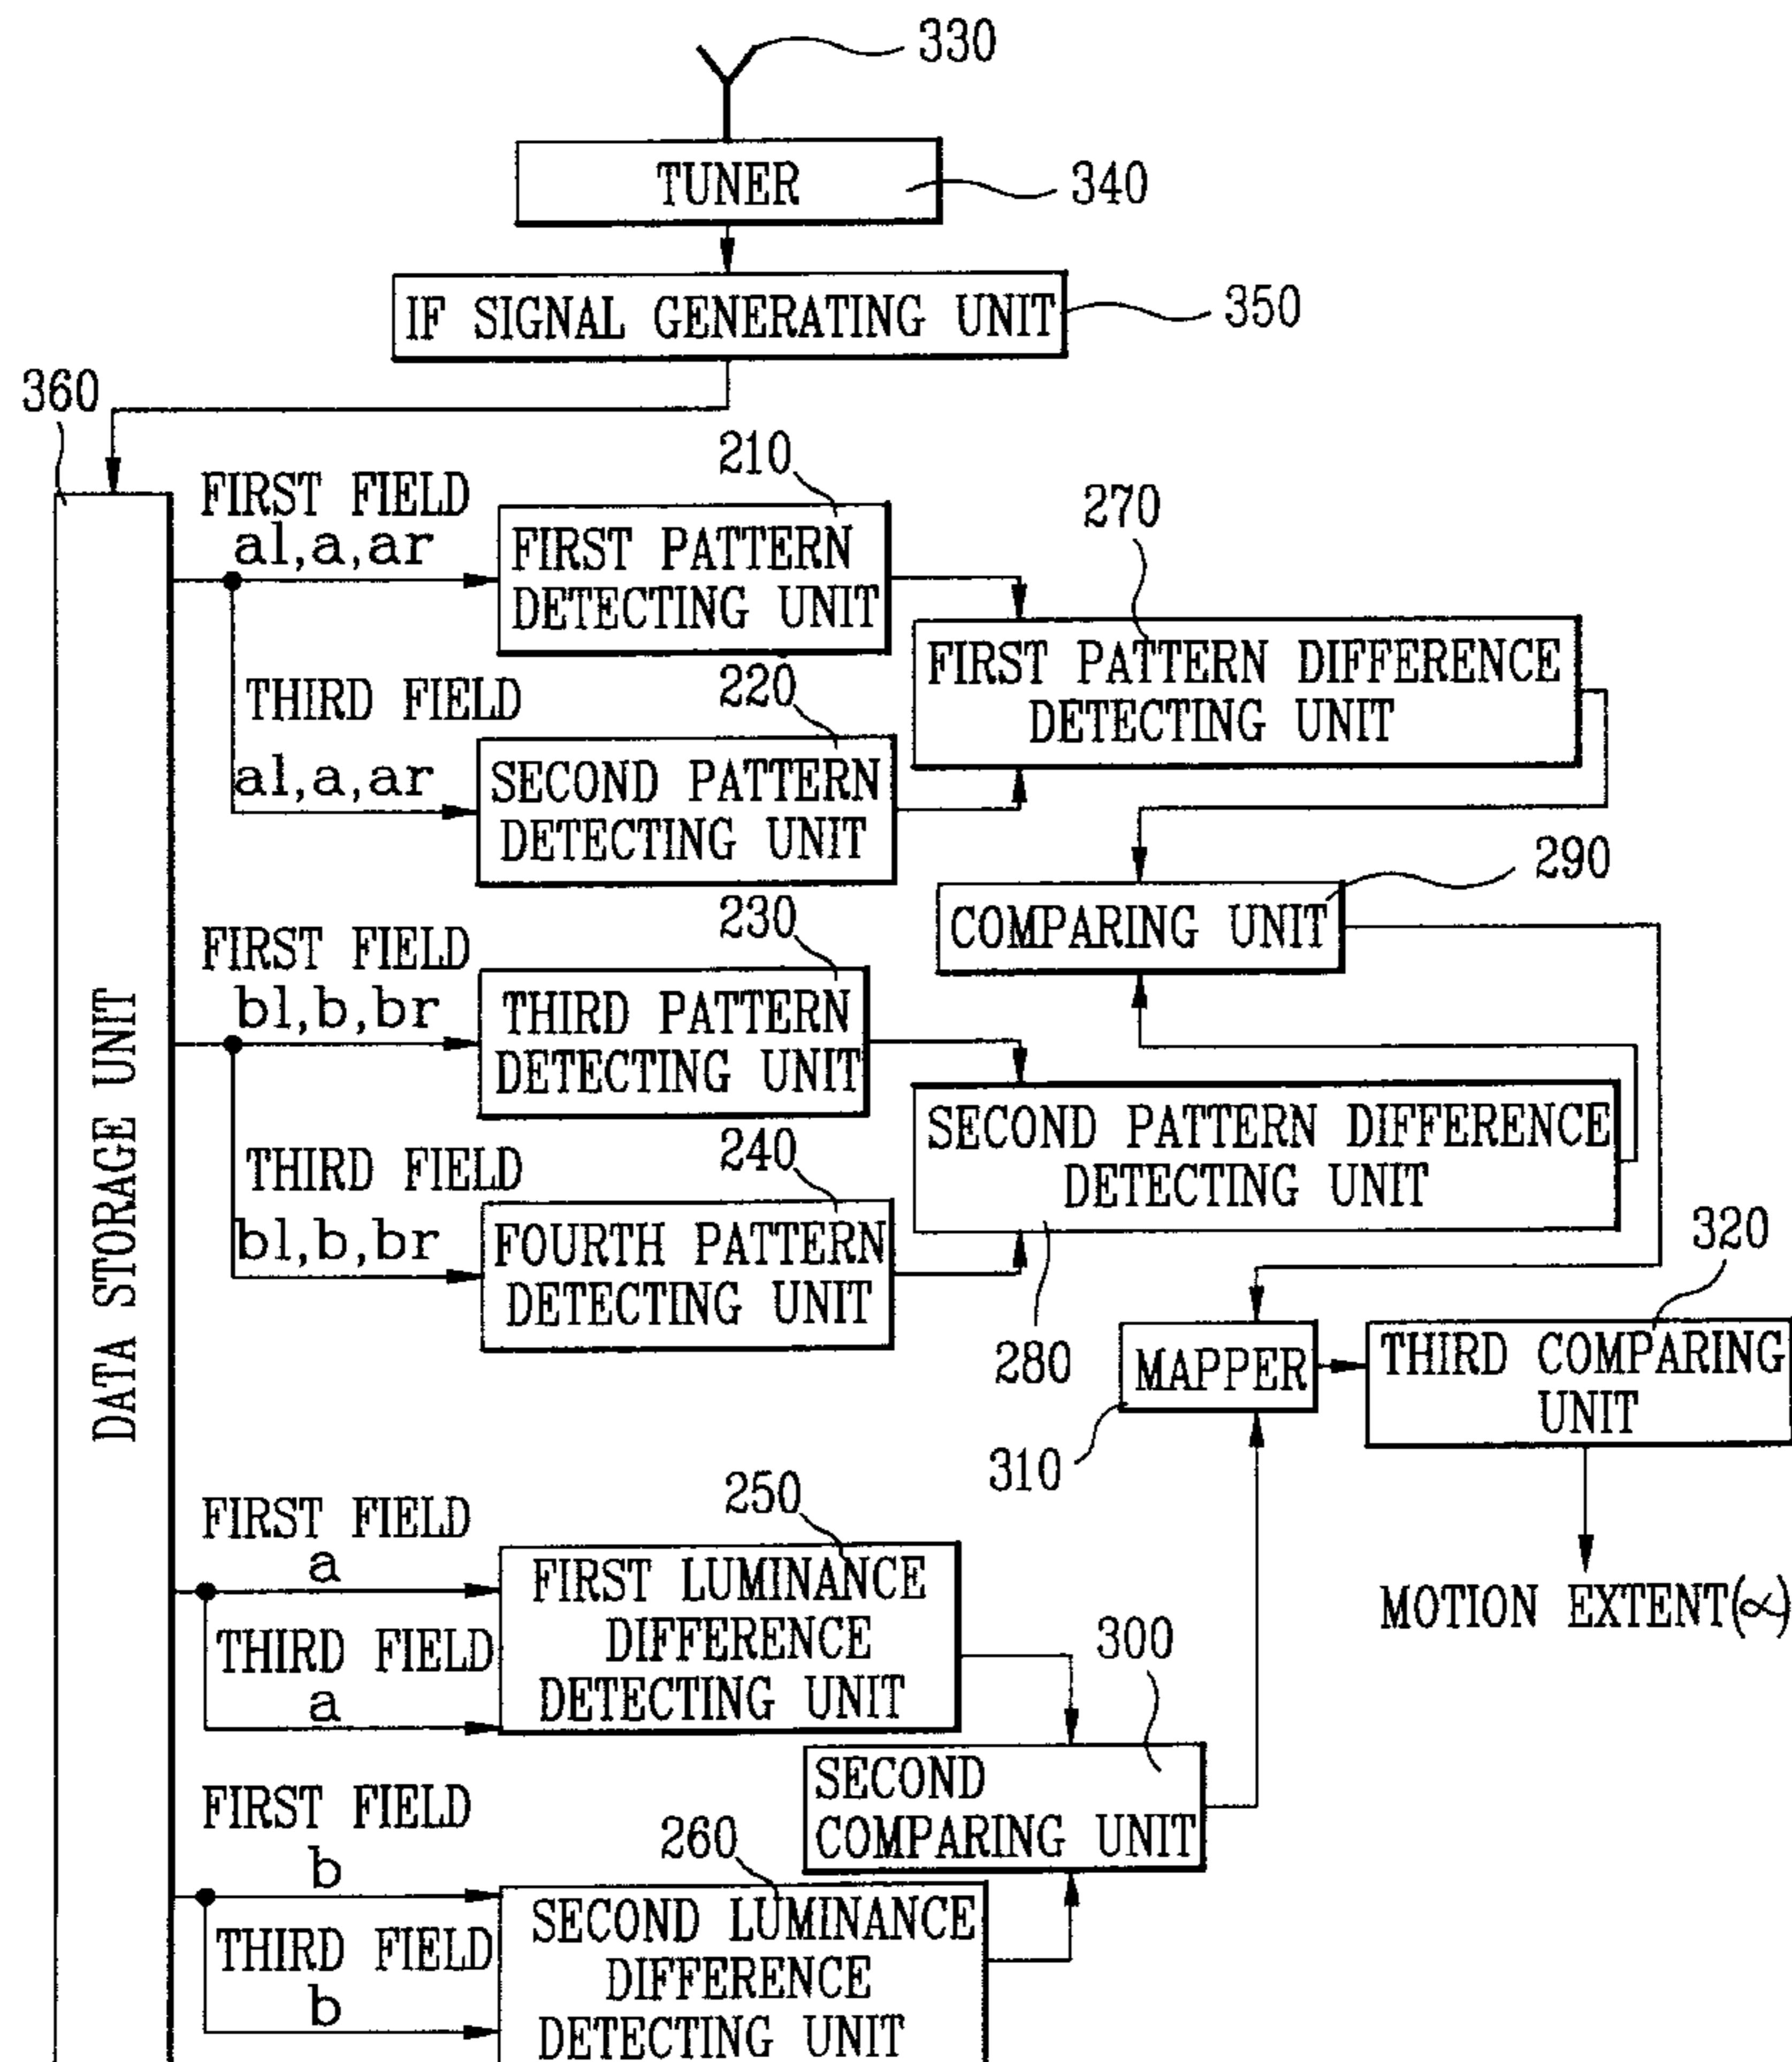 330
TUNER
340
IF SIGNAL GENERATING UNIT
350
360
FIRST FIELD
al,a,ar
210
FIRST PATTERN
DETECTING UNIT
270
FIRST PATTERN DIFFERENCE
DETECTING UNIT
THIRD FIELD
al,a,ar
220
SECOND PATTERN
DETECTING UNIT
290
COMPARING UNIT
DATA STORAGE UNIT
FIRST FIELD
bl,b,br
230
THIRD PATTERN
DETECTING UNIT
SECOND PATTERN DIFFERENCE
DETECTING UNIT
280
THIRD FIELD
bl,b,br
240
FOURTH PATTERN
DETECTING UNIT
320
MAPPER
310
THIRD COMPARING
UNIT
MOTION EXTENT(∝)
FIRST FIELD
a
THIRD FIELD
a
250
FIRST LUMINANCE
DIFFERENCE
DETECTING UNIT
300
SECOND
COMPARING UNIT
FIRST FIELD
b
THIRD FIELD
b
260
SECOND LUMINANCE
DIFFERENCE
DETECTING UNIT